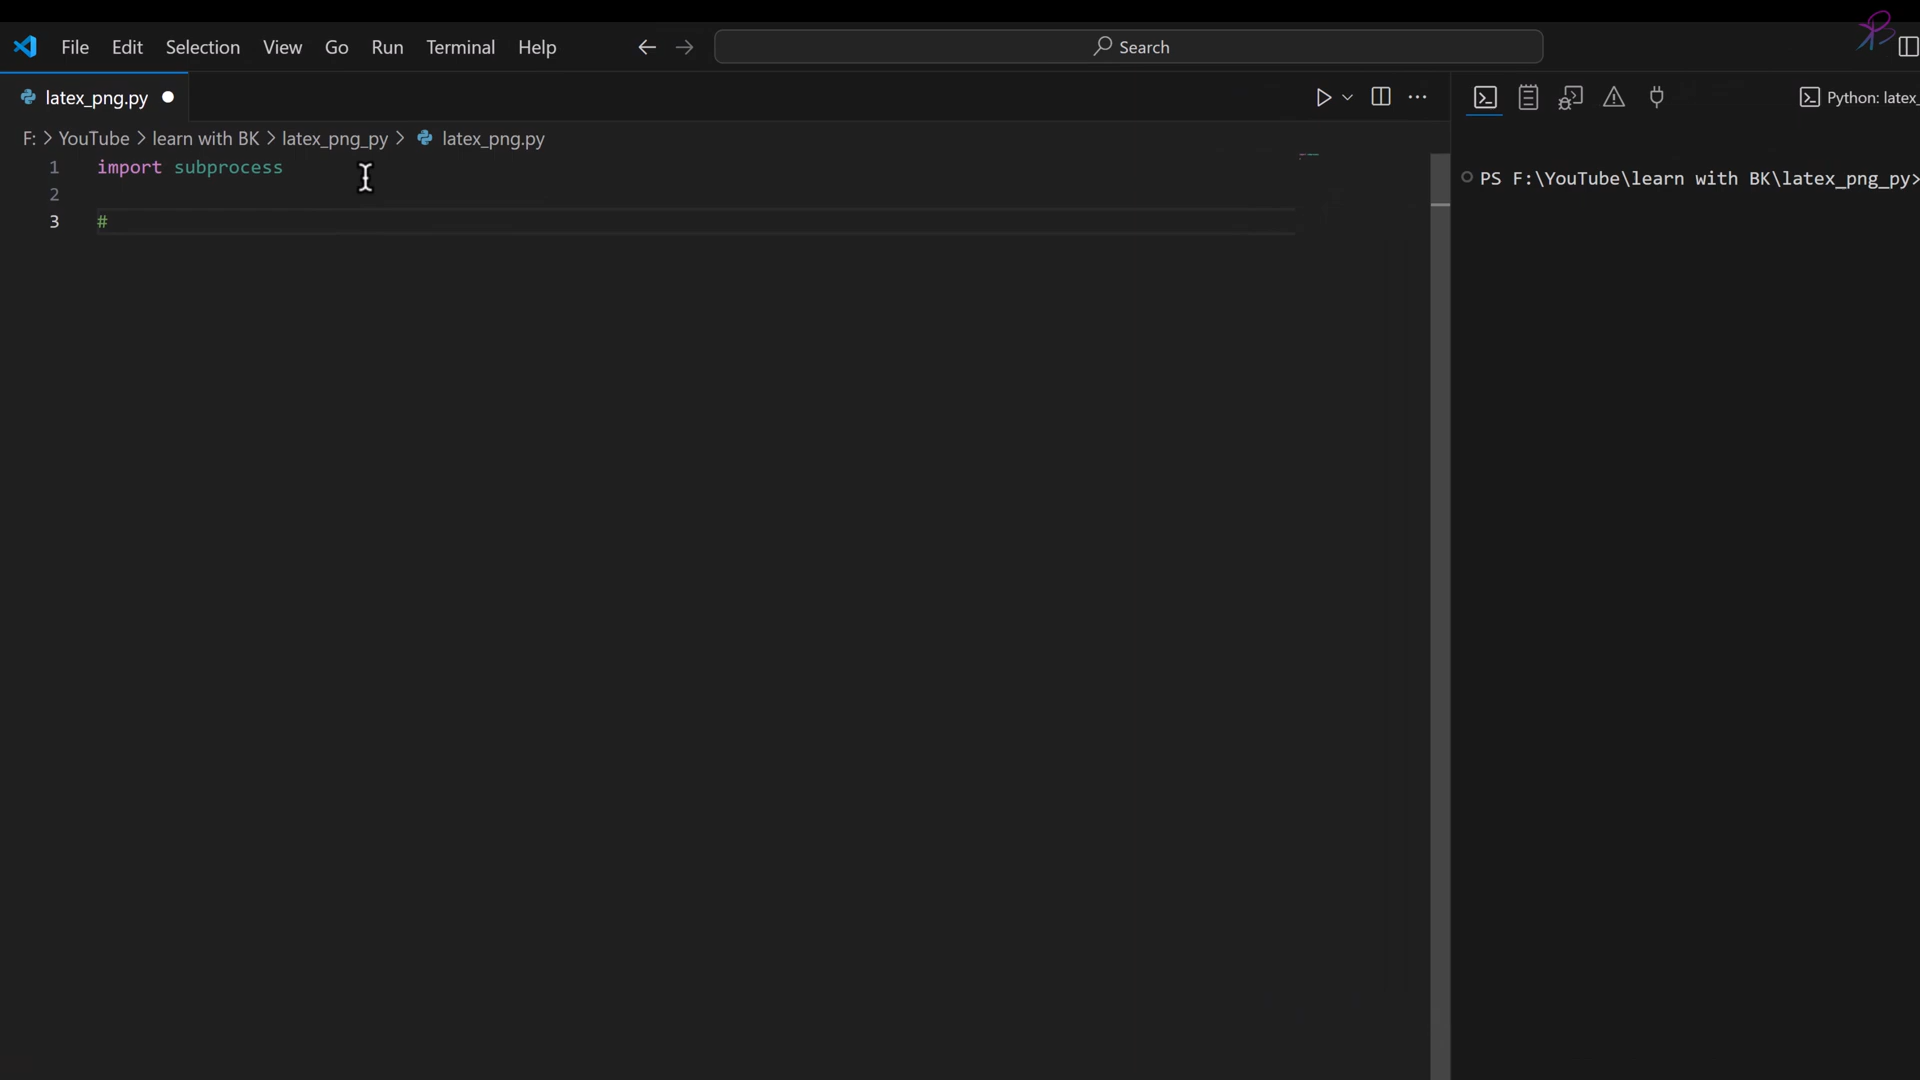 File Edit Selection View Go Run Terminal Help Search
latex_png.py Python: latex_
F: > YouTube > learn with BK > latex_png_py > latex_png.py
1 import subprocess
2
3 #
PS F:\YouTube\learn with BK\latex_png_py>